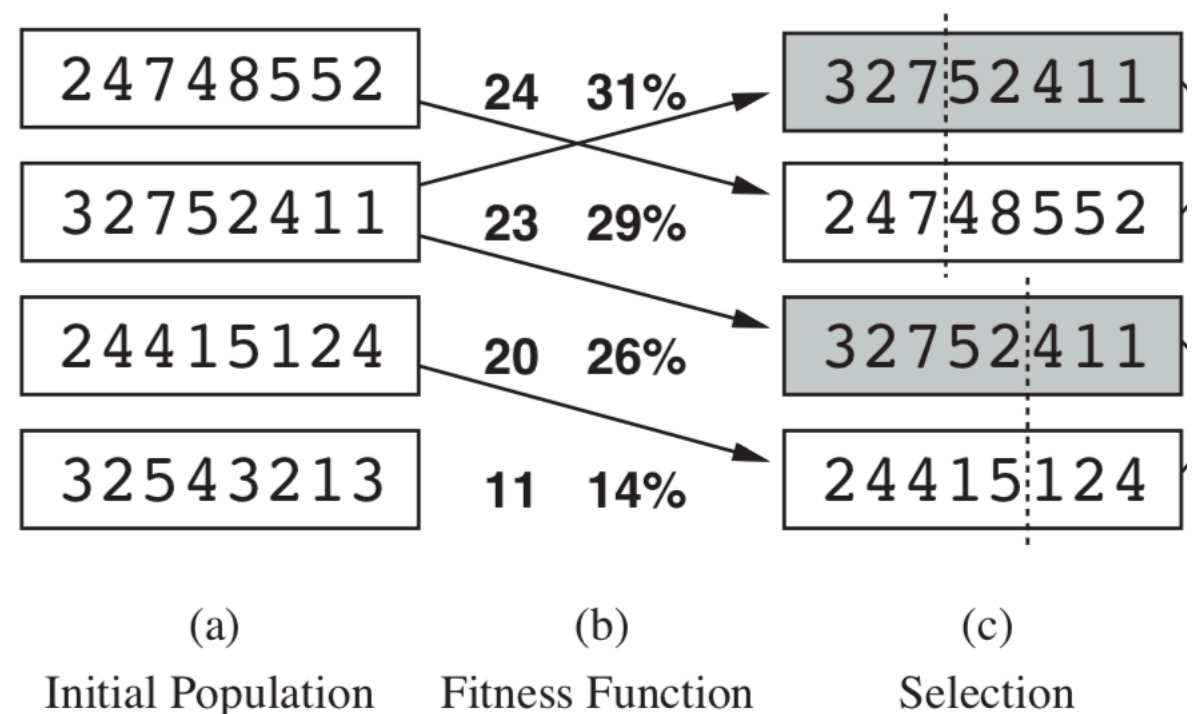 24748552 24 31% 32752411
32752411 23 29% 24748552
24415124 20 26% 32752411
32543213 11 14% 24415124
(a) (b) (c)
Initial Population Fitness Function Selection